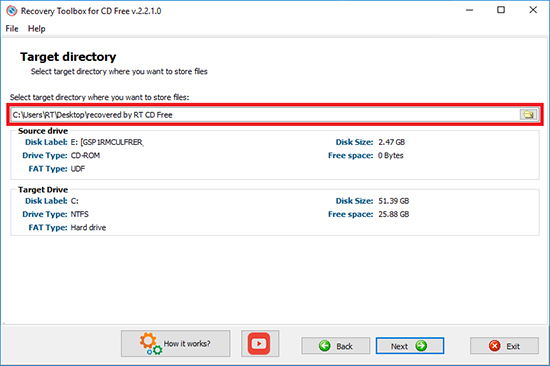 Recovery Toolbox for CD Free v.2.2.1.0
File Help
Target directory
Select target directory where you want to store files
Select target directory where you want to store files:
C:\Users\RT\Desktop\recovered by RT CD Free
Source drive
Disk Label: E: [GSP1RMCULFRER_ Disk Size: 2.47 GB
Drive Type: CD-ROM Free space: 0 Bytes
FAT Type: UDF
Target Drive
Disk Label: C: Disk Size: 51.39 GB
Drive Type: NTFS Free space: 25.88 GB
FAT Type: Hard drive
How it works? Back Next Exit